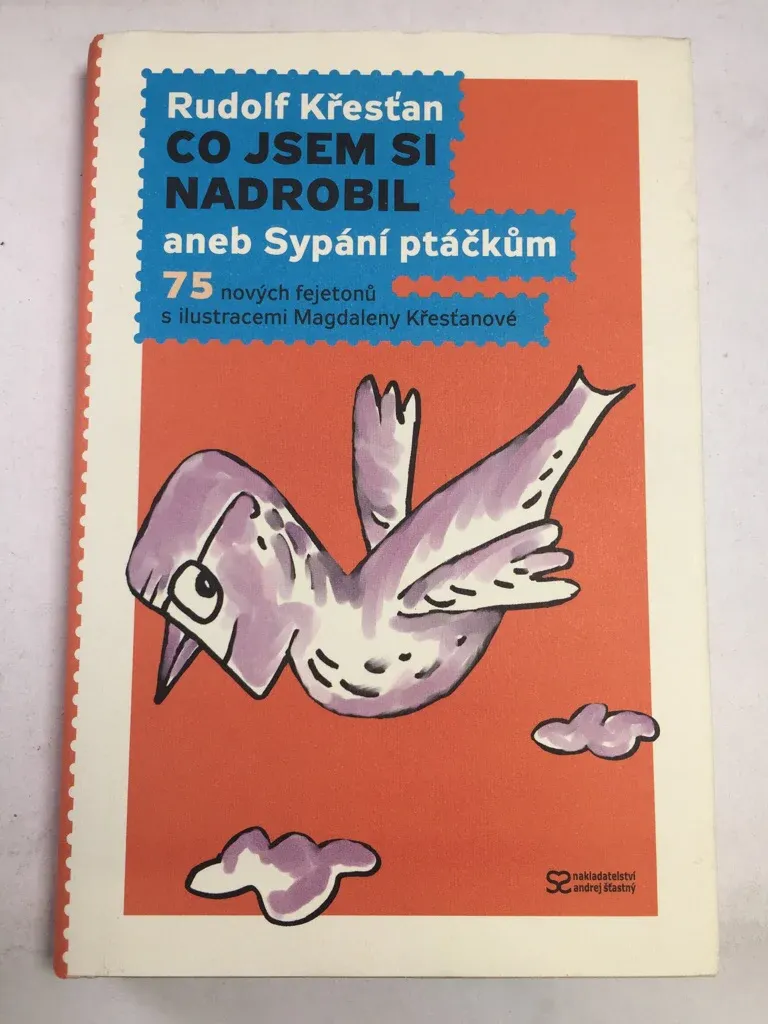 Rudolf Křesťan
CO JSEM SI
NADROBIL
aneb Sypání ptáčkům
75 nových fejetonů
s ilustracemi Magdaleny Křesťanové
nakladatelství
andrej šťastný